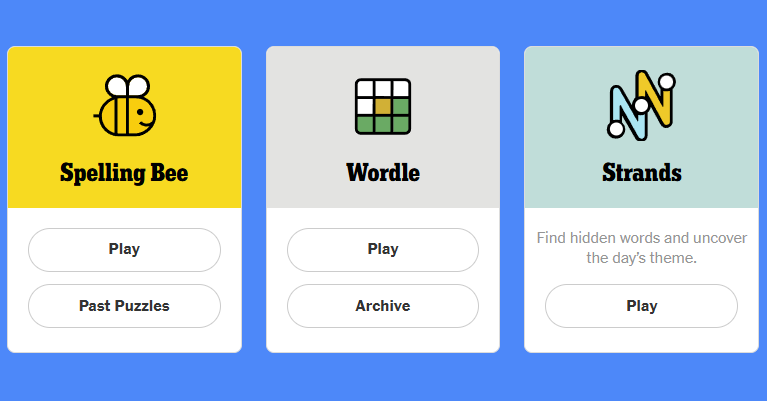 Spelling Bee
Play
Past Puzzles
Wordle
Play
Archive
Strands
Find hidden words and uncover
the day's theme.
Play